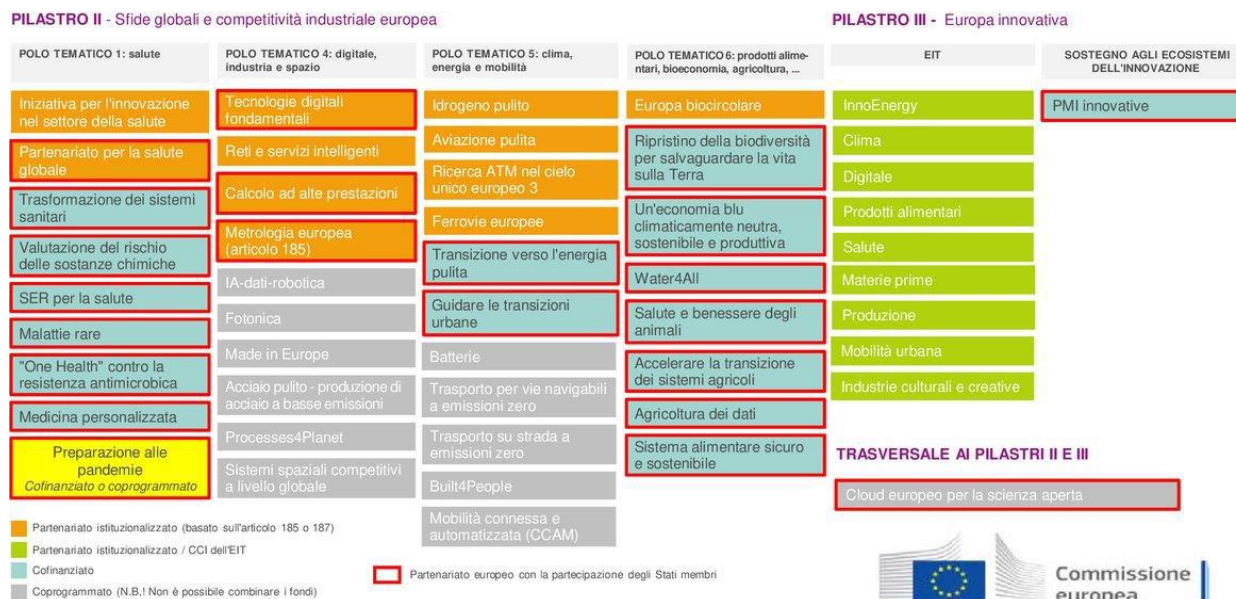 PILASTRO II - Sfide globali e competitività industriale europea
POLO TEMATICO 1: salute
Iniziativa per l'innovazione
nel settore della salute
Partenariato per la salute
globale
Trasformazione dei sistemi
sanitari
Valutazione del rischio
delle sostanze chimiche
SER per la salute
Malattie rare
"One Health" contro la
resistenza antimicrobica
Medicina personalizzata
Preparazione alle
pandemie
Cofinanziato o coprogrammato
POLO TEMATICO 4: digitale,
industria e spazio
Tecnologie digitali
fondamentali
Reti e servizi intelligenti
Calcolo ad alte prestazioni
Metrologia europea
(articolo 185)
IA-dati-robotica
Fotonica
Made in Europe
Acciaio pulito - produzione di
acciaio a basse emissioni
Processes4Planet
Sistemi spaziali competitivi
a livello globale
POLO TEMATICO 5: clima,
energia e mobilità
Idrogeno pulito
Aviazione pulita
Ricerca ATM nel cielo
unico europeo 3
Ferrovie europee
Transizione verso l'energia
pulita
Guidare le transizioni
urbane
Batterie
Trasporto per vie navigabili
a emissioni zero
Trasporto su strada a
emissioni zero
Built4People
Mobilità connessa e
automatizzata (CCAM)
POLO TEMATICO 6: prodotti alime-
ntari, bioeconomia, agricoltura, ...
Europa biocircolare
Ripristino della biodiversità
per salvaguardare la vita
sulla Terra
Un'economia blu
climaticamente neutra,
sostenibile e produttiva
Water4All
Salute e benessere degli
animali
Accelerare la transizione
dei sistemi agricoli
Agricoltura dei dati
Sistema alimentare sicuro
e sostenibile
PILASTRO III - Europa innovativa
EIT
InnoEnergy
Clima
Digitale
Prodotti alimentari
Salute
Materie prime
Produzione
Mobilità urbana
Industrie culturali e creative
SOSTEGNO AGLI ECOSISTEMI
DELL'INNOVAZIONE
PMI innovative
TRASVERSALE AI PILASTRI II E III
Cloud europeo per la scienza aperta
Partenariato istituzionalizzato (basato sull'articolo 185 o 187)
Partenariato istituzionalizzato / CCI dell'EIT
Cofinanziato
Coprogrammato (N.B.! Non è possibile combinare i fondi)
Partenariato europeo con la partecipazione degli Stati membri
Commissione
europea